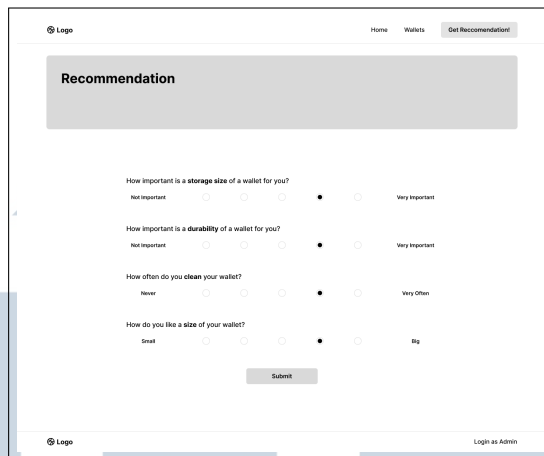 Logo
Home Wallets Get Reccomendation!
Recommendation
How important is a storage size of a wallet for you?
Not Important Very Important
How important is a durability of a wallet for you?
Not Important Very Important
How often do you clean your wallet?
Never Very Often
How do you like a size of your wallet?
Small Big
Submit
Logo Login as Admin